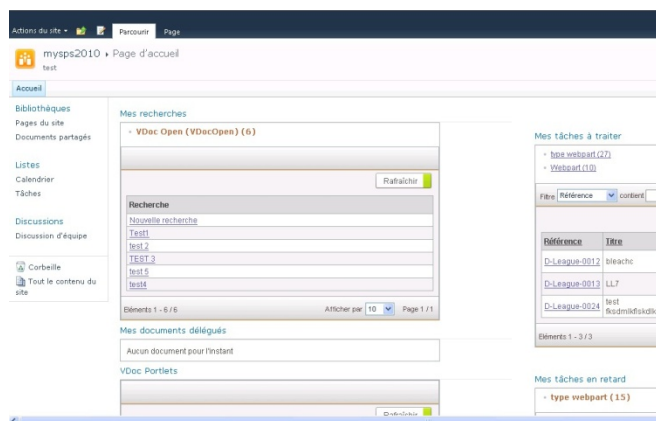 Actions du site
Parcourir
Page
mysps2010 Page d'accueil
test
Accueil
Bibliothèques
Pages du site
Documents partagés
Listes
Calendrier
Tâches
Discussions
Discussion d'équipe
Corbeille
Tout le contenu du
site
Mes recherches
- VDoc Open (VDocOpen) (6)
Rafraîchir
Recherche
Nouvelle recherche
Test1
test 2
TEST 3
test 5
test4
Eléments 1 - 6 / 6
Afficher par 10
Page 1 / 1
Mes documents délégués
Aucun document pour l'instant
VDoc Portlets
Rafraîchir
Mes tâches à traiter
- type webpart (27)
- Webpart (10)
Filtre Référence contient
Référence Titre
D-League-0012 bleachc
D-League-0013 LL7
D-League-0024 test
Eléments 1 - 3 / 3
Mes tâches en retard
- type webpart (15)